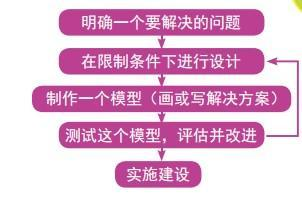 明确一个要解决的问题
在限制条件下进行设计
制作一个模型（画或写解决方案）
测试这个模型，评估并改进
实施建设